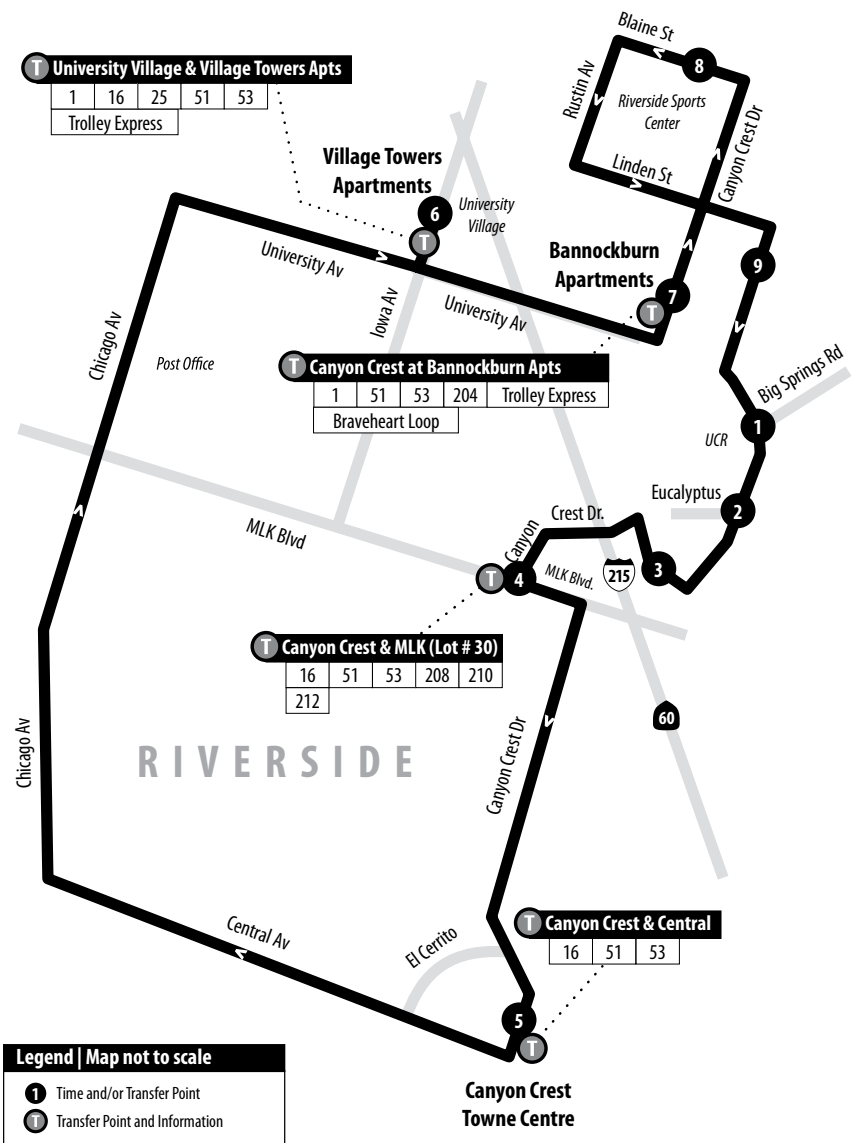 Blaine St
8
Rustin Av
Riverside Sports
Center
Canyon Crest Dr
Linden St
T University Village & Village Towers Apts
1 16 25 51 53
Trolley Express
Village Towers
Apartments
6
University
Village
T
University Av
Iowa Av
University Av
Bannockburn
Apartments
7
T
9
Chicago Av
Post Office
T Canyon Crest at Bannockburn Apts
1 51 53 204 Trolley Express
Braveheart Loop
Big Springs Rd
1
UCR
Eucalyptus
2
MLK Blvd
Canyon
Crest Dr.
T
4
MLK Blvd.
215
3
T Canyon Crest & MLK (Lot # 30)
16 51 53 208 210
212
60
Chicago Av
RIVERSIDE
Canyon Crest Dr
Central Av
El Cerrito
T Canyon Crest & Central
16 51 53
5
T
Canyon Crest
Towne Centre
Legend | Map not to scale
1 Time and/or Transfer Point
T Transfer Point and Information